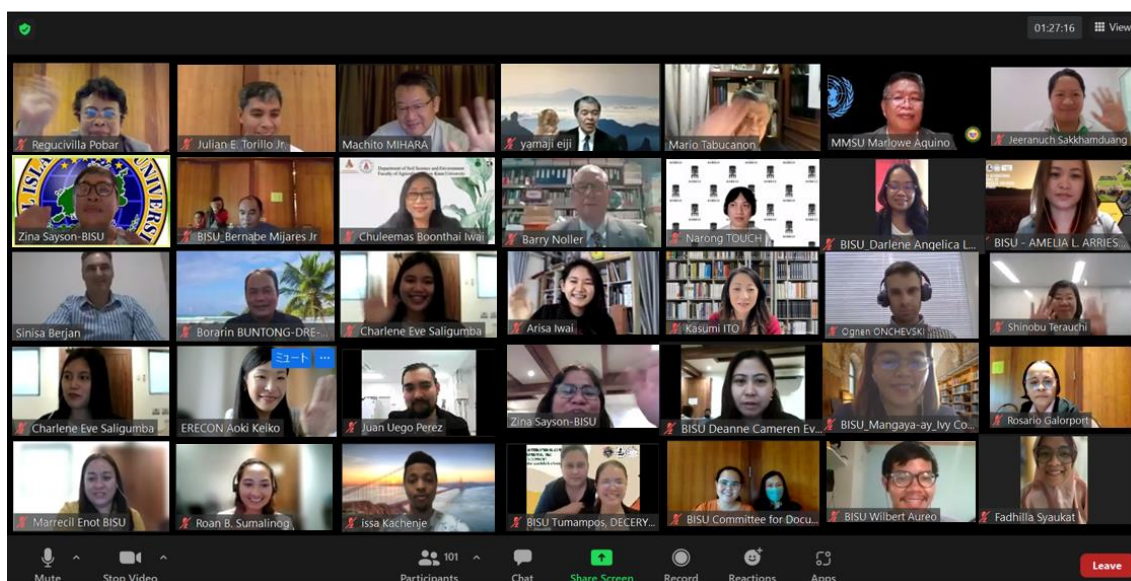 01:27:16
View
Regucivilla Pobar
Julian E. Torillo Jr.
Machito MIHARA
yamaji eiji
Mario Tabucanon
MMSU Marlowe Aquino
Jeeranuch Sakkhamduang
Zina Sayson-BISU
BISU_Bernabe Mijares Jr
Chuleemas Boonthai Iwai
Barry Noller
Narong TOUCH
BISU_Darlene Angelica L...
BISU - AMELIA L. ARRIES...
Sinisa Berjan
Borarin BUNTONG-DRE-...
Charlene Eve Saligumba
Arisa Iwai
Kasumi ITO
Ognen ONCHEVSKI
Shinobu Terauchi
Charlene Eve Saligumba
ミュート ...
ERECON Aoki Keiko
Juan Uego Perez
Zina Sayson-BISU
BISU Deanne Cameren Ev...
BISU_Mangaya-ay_Ivy Co...
Rosario Galorport
Marrecil Enot BISU
Roan B. Sumalinog
issa Kachenje
BISU Tumampos, DECERY...
BISU Committee for Docu...
BISU Wilbert Aureo
Fadhilla Syaukat
Mute
Stop Video
101
Participants
Chat
Share Screen
Record
Reactions
Apps
Leave